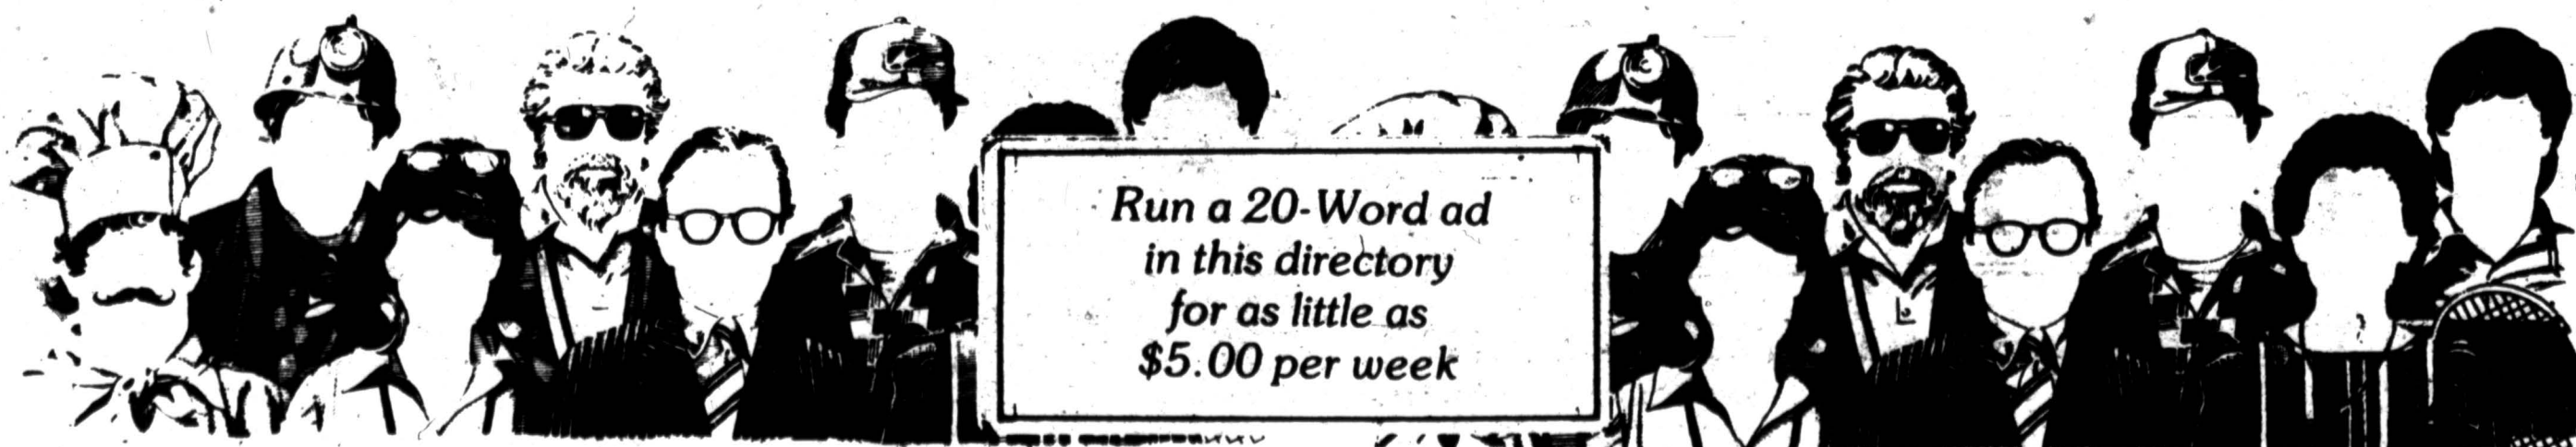 Run a 20-Word ad
in this directory
for as little as
$5.00 per week